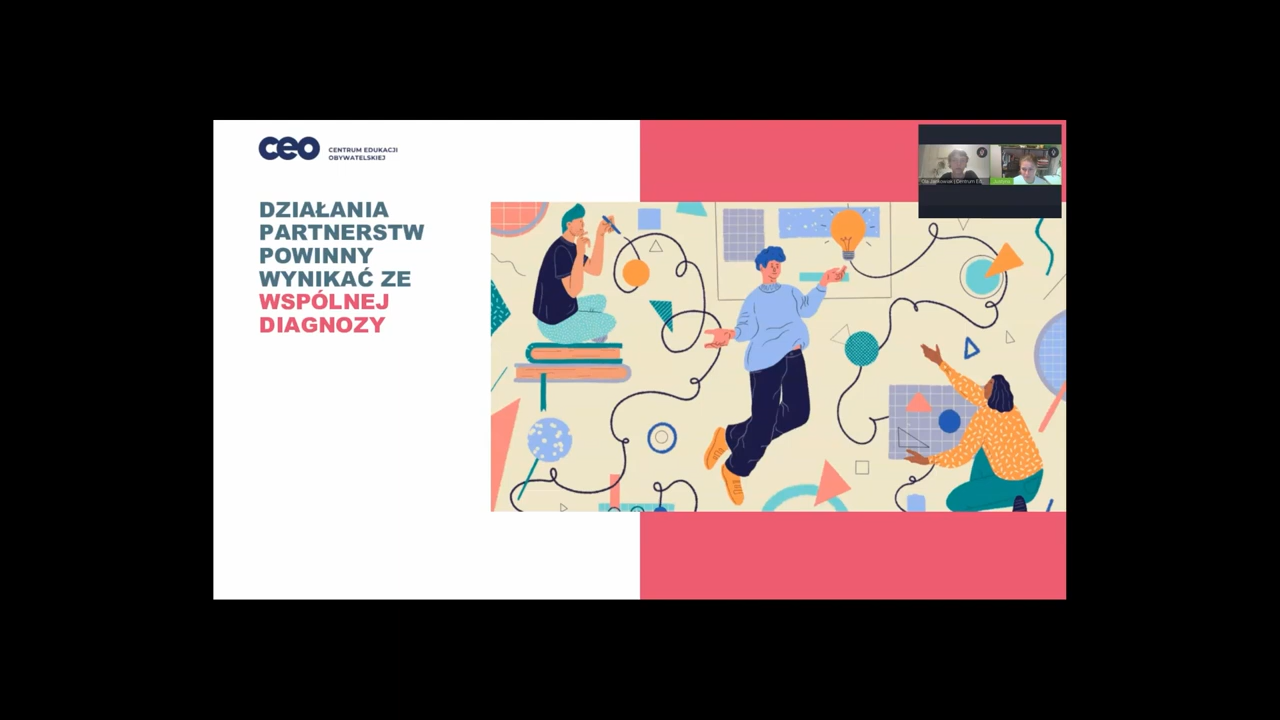 ceo CENTRUM EDUKACJI
OBYWATELSKIEJ
DZIAŁANIA
PARTNERSTW
POWINNY
WYNIKAĆ ZE
WSPÓLNEJ
DIAGNOZY